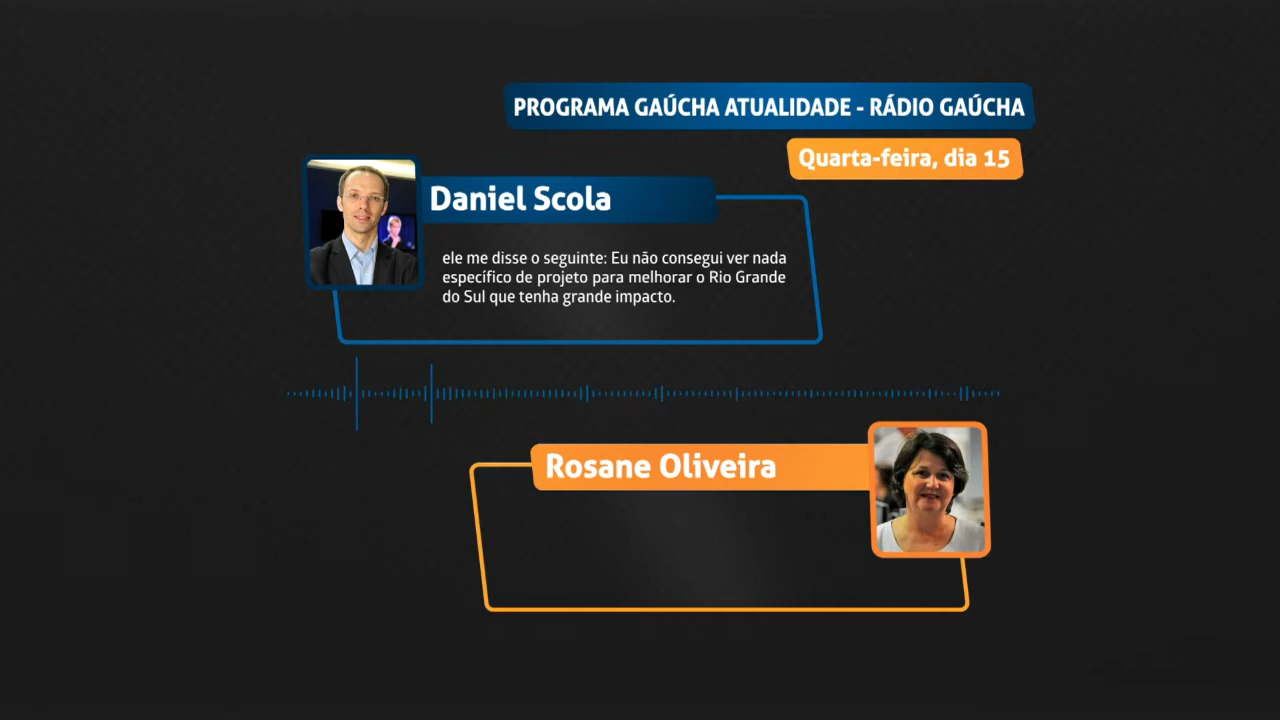 PROGRAMA GAÚCHA ATUALIDADE - RÁDIO GAÚCHA
Quarta-feira, dia 15
Daniel Scola
ele me disse o seguinte: Eu não consegui ver nada
específico de projeto para melhorar o Rio Grande
do Sul que tenha grande impacto.
Rosane Oliveira